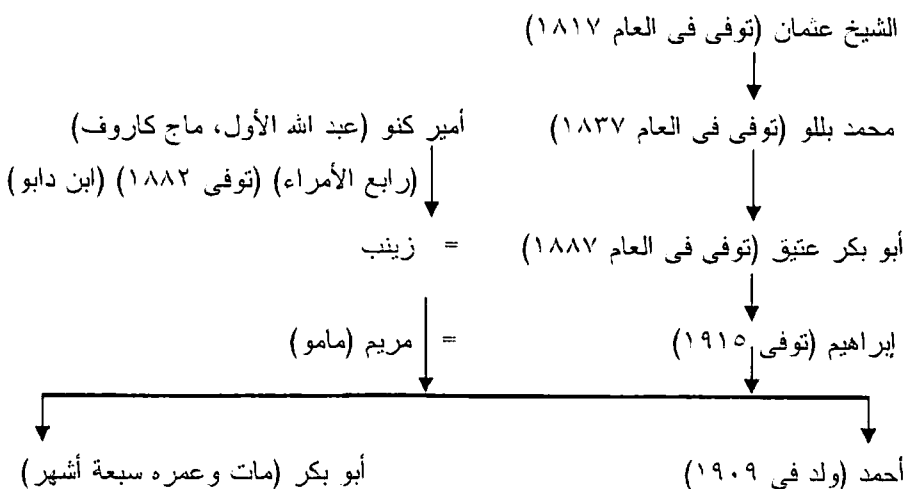 الشيخ عثمان (توفى فى العام ١٨١٧)
محمد بللو (توفى فى العام ١٨٣٧) أمير كنو (عبد الله الأول، ماج كاروف)
(رابع الأمراء) (توفى ١٨٨٢) (ابن دابو)
أبو بكر عتيق (توفى فى العام ١٨٨٧) = زينب
إبراهيم (توفى ١٩١٥) = مريم (مامو)
أحمد (ولد فى ١٩٠٩) أبو بكر (مات وعمره سبعة أشهر)